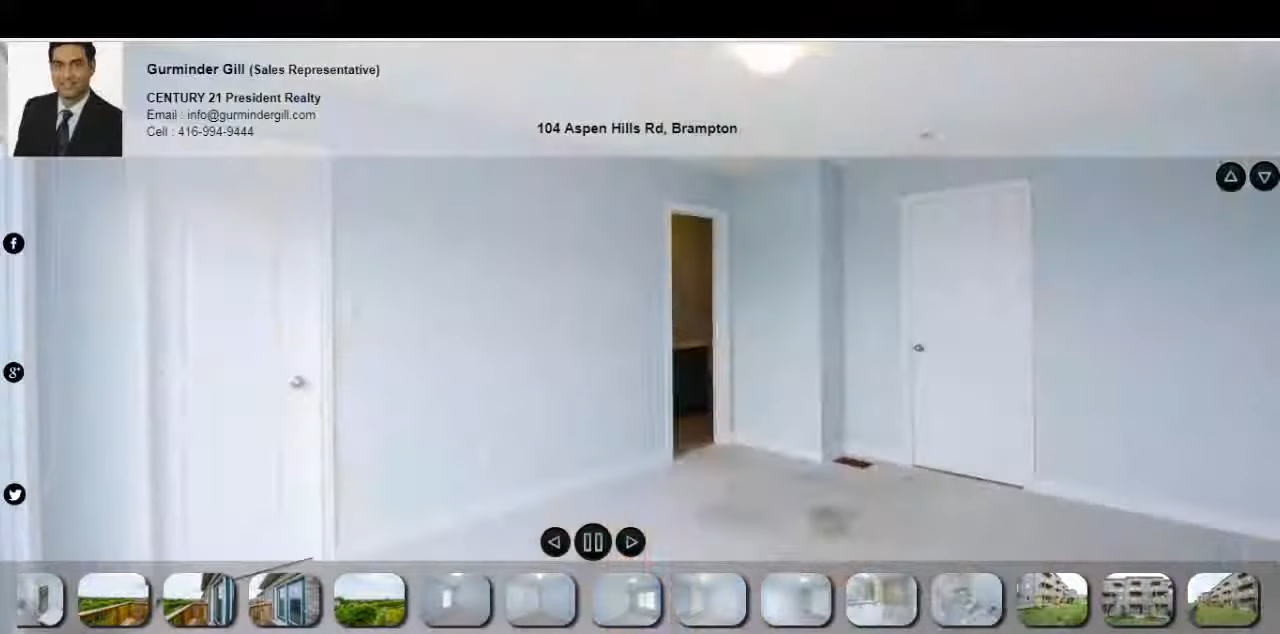 Gurminder Gill (Sales Representative)
CENTURY 21 President Realty
Email : info@gurmindergill.com
Cell : 416-994-9444
104 Aspen Hills Rd, Brampton